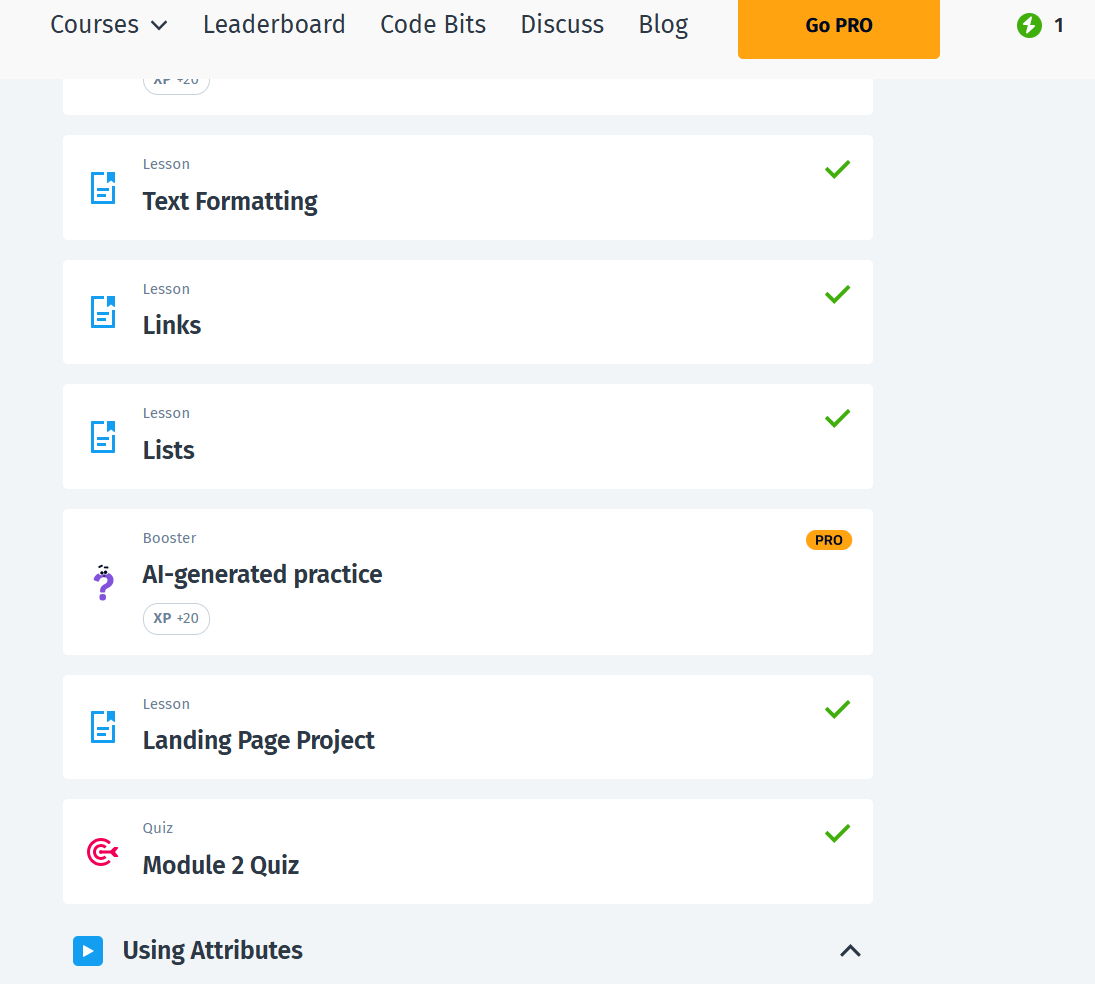 Courses Leaderboard Code Bits Discuss Blog Go PRO 1
XP +20
Lesson
Text Formatting
Lesson
Links
Lesson
Lists
Booster
PRO
AI-generated practice
XP +20
Lesson
Landing Page Project
Quiz
Module 2 Quiz
Using Attributes